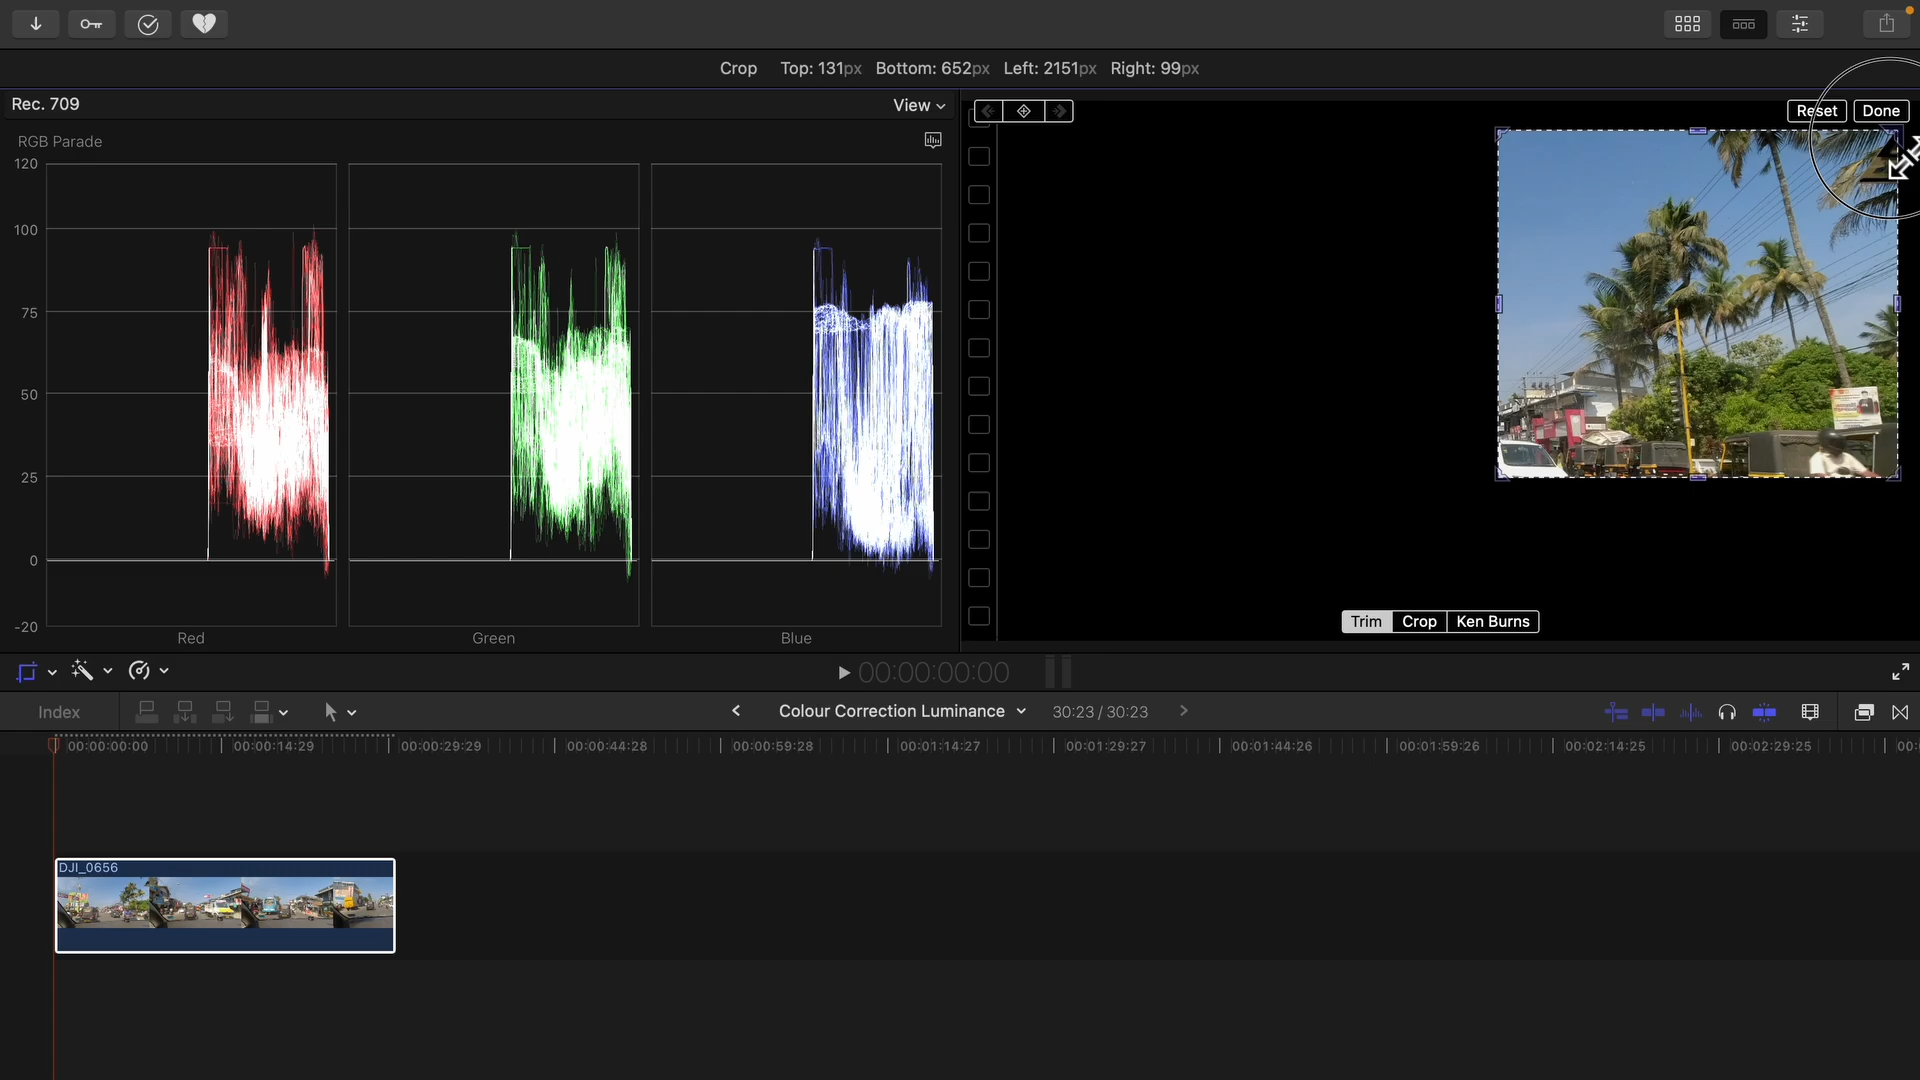 Crop Top: 131px Bottom: 652px Left: 2151px Right: 99px
Rec. 709
View
Reset
Done
RGB Parade
120
100
75
50
25
0
-20
Red
Green
Blue
Trim
Crop
Ken Burns
00:00:00:00
Index
Colour Correction Luminance
30:23 / 30:23
00:00:00:00
00:00:14:29
00:00:29:29
00:00:44:28
00:00:59:28
00:01:14:27
00:01:29:27
00:01:44:26
00:01:59:26
00:02:14:25
00:02:29:25
00:
DJI_0656